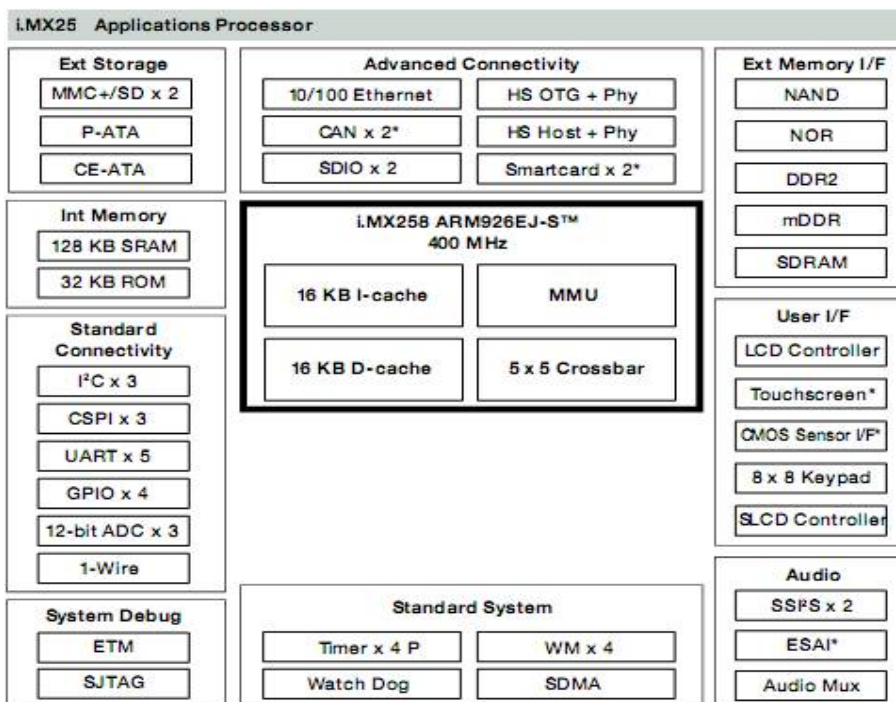 i.MX25 Applications Processor
Ext Storage
MMC+/SD x 2
P-ATA
CE-ATA
Int Memory
128 KB SRAM
32 KB ROM
Standard
Connectivity
I²C x 3
CSPI x 3
UART x 5
GPIO x 4
12-bit ADC x 3
1-Wire
System Debug
ETM
SJTAG
Advanced Connectivity
10/100 Ethernet
HS OTG + Phy
CAN x 2*
HS Host + Phy
SDIO x 2
Smartcard x 2*
i.MX258 ARM926EJ-S™
400 MHz
16 KB I-cache
MMU
16 KB D-cache
5 x 5 Crossbar
Standard System
Timer x 4 P
WM x 4
Watch Dog
SDMA
Ext Memory I/F
NAND
NOR
DDR2
mDDR
SDRAM
User I/F
LCD Controller
Touchscreen*
CMOS Sensor I/F*
8 x 8 Keypad
SLCD Controller
Audio
SSI²S x 2
ESAI*
Audio Mux